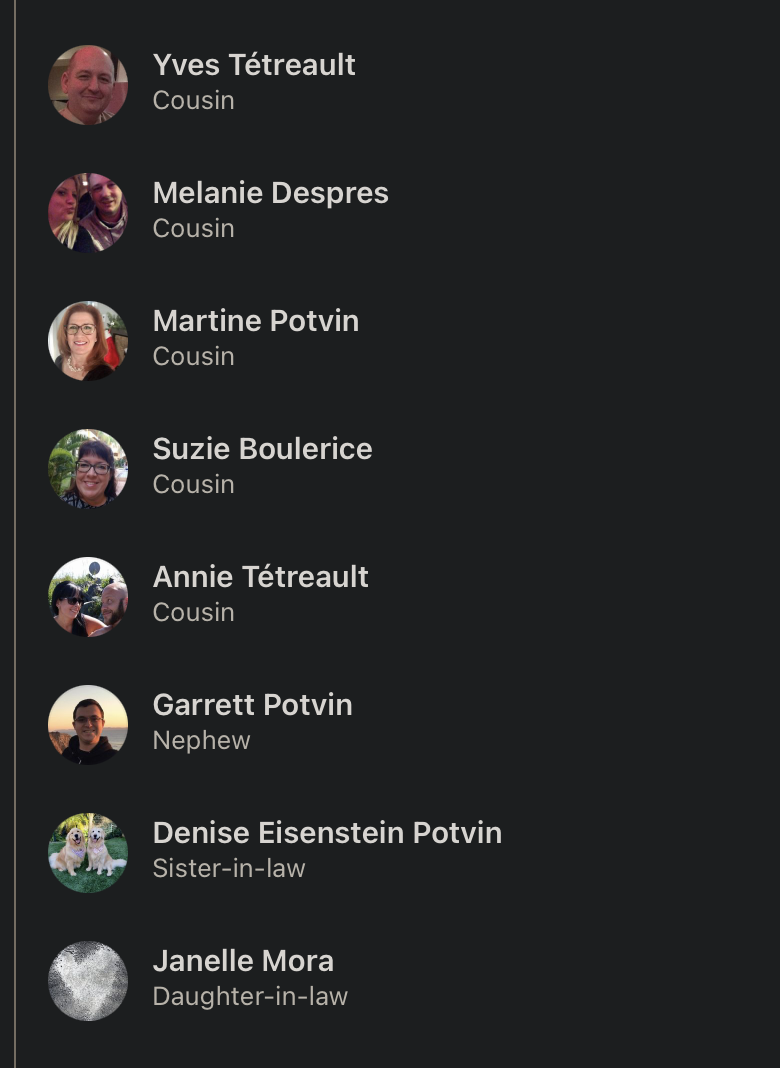 Yves Tétreault
Cousin
Melanie Despres
Cousin
Martine Potvin
Cousin
Suzie Boulerice
Cousin
Annie Tétreault
Cousin
Garrett Potvin
Nephew
Denise Eisenstein Potvin
Sister-in-law
Janelle Mora
Daughter-in-law